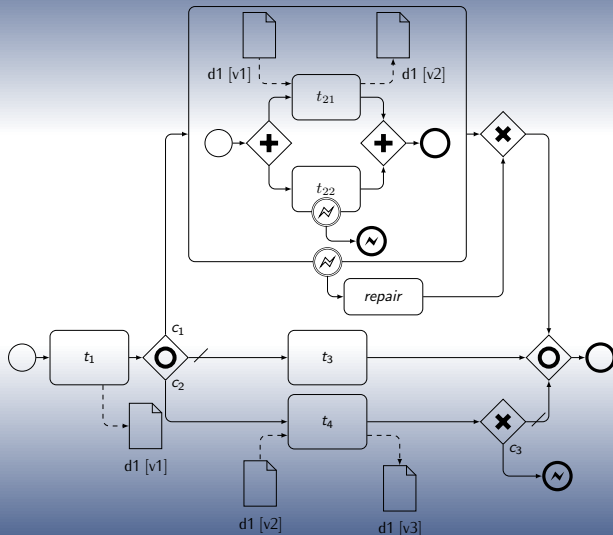 d1 [v1]
d1 [v2]
t21
t22
repair
c1
t1
c2
t3
t4
c3
d1 [v1]
d1 [v2]
d1 [v3]